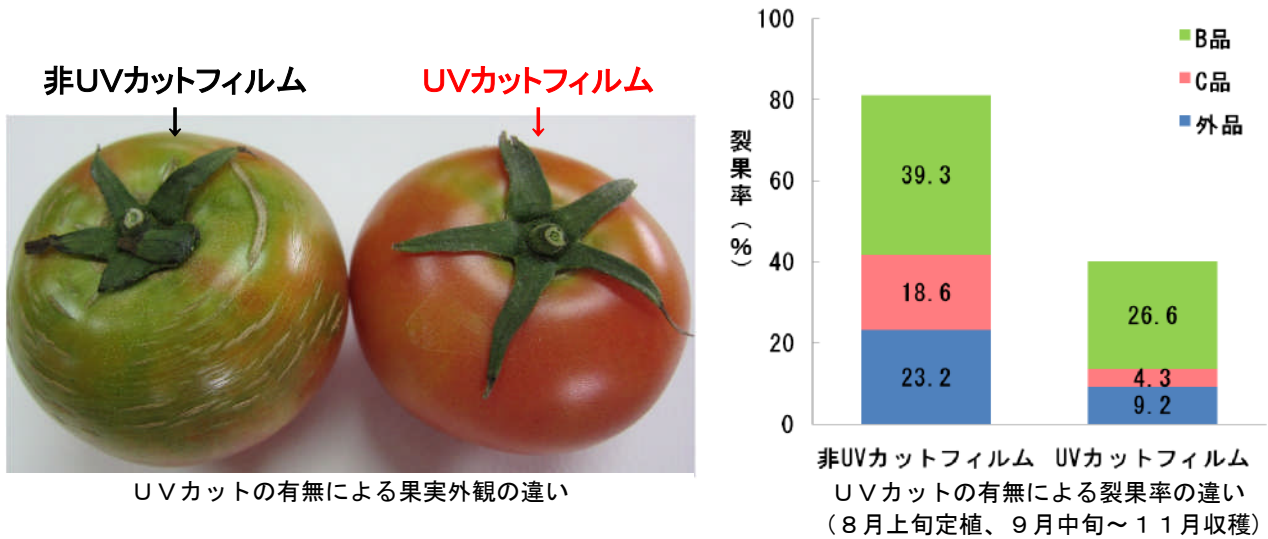 非UVカットフィルム
↓
UVカットフィルム
↓
UVカットの有無による果実外観の違い
100
80
60
40
20
0
裂果率(%)
B品
C品
外品
39.3
18.6
23.2
26.6
4.3
9.2
非UVカットフィルム
UVカットフィルム
UVカットの有無による裂果率の違い
(8月上旬定植、9月中旬~11月収穫)